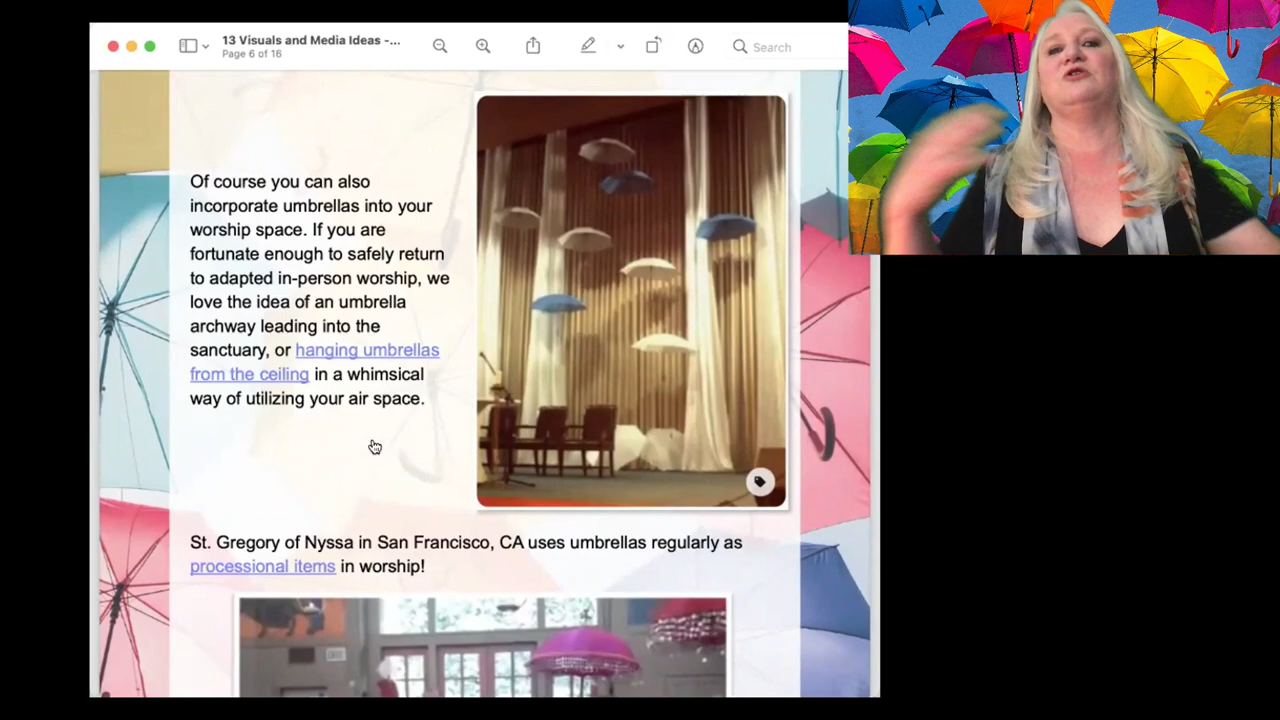 13 Visuals and Media Ideas -...
Page 6 of 16
Search
Of course you can also
incorporate umbrellas into your
worship space. If you are
fortunate enough to safely return
to adapted in-person worship, we
love the idea of an umbrella
archway leading into the
sanctuary, or hanging umbrellas
from the ceiling in a whimsical
way of utilizing your air space.
St. Gregory of Nyssa in San Francisco, CA uses umbrellas regularly as
processional items in worship!